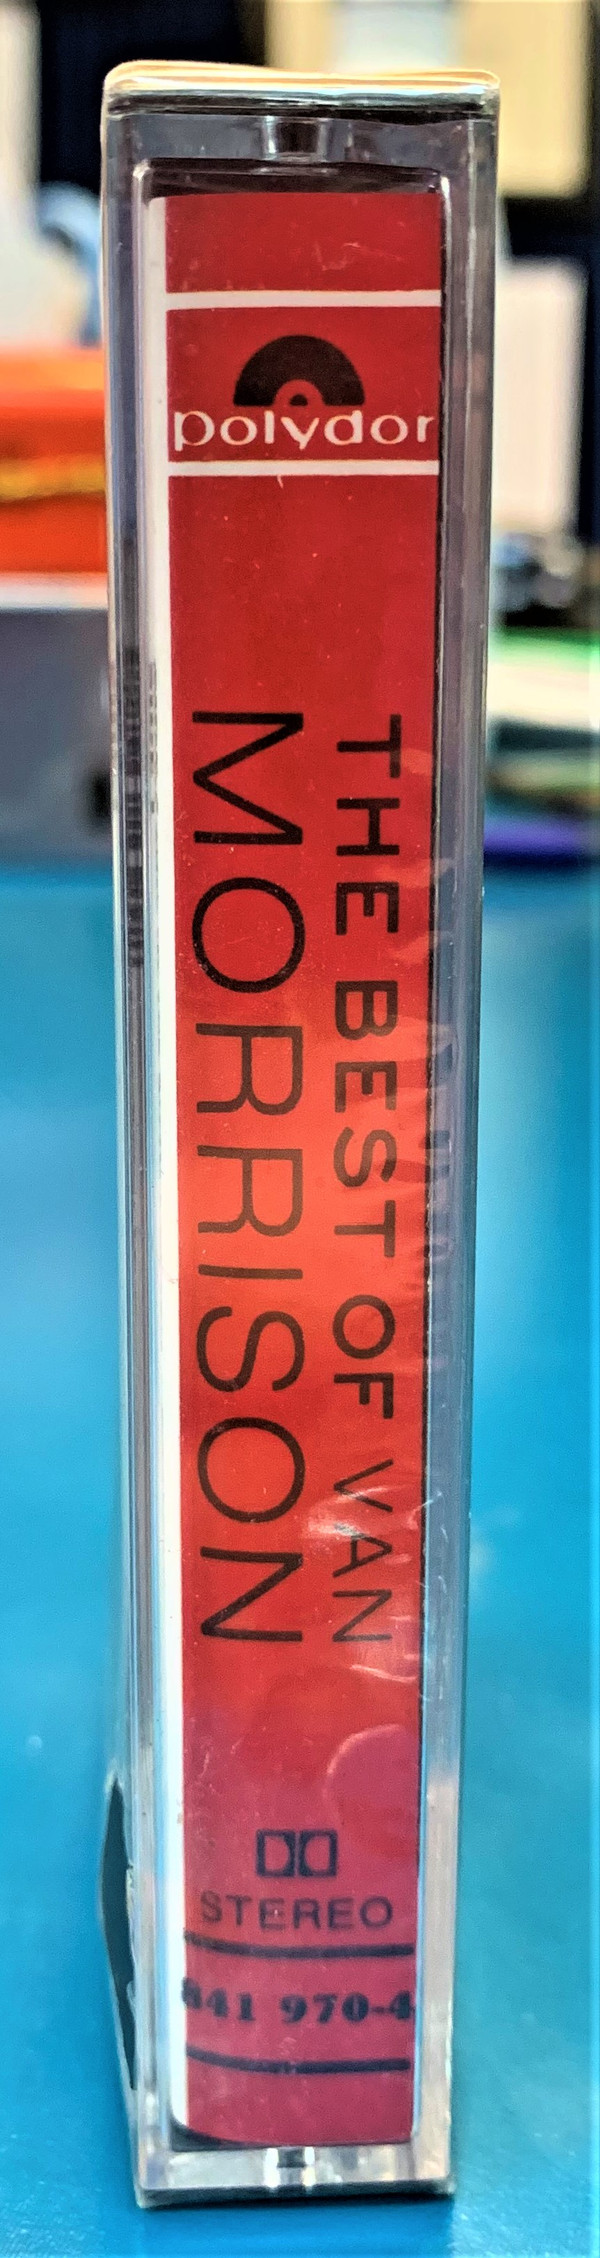 polydor
THE BEST OF VAN
MORRISON
STEREO
841 970-4